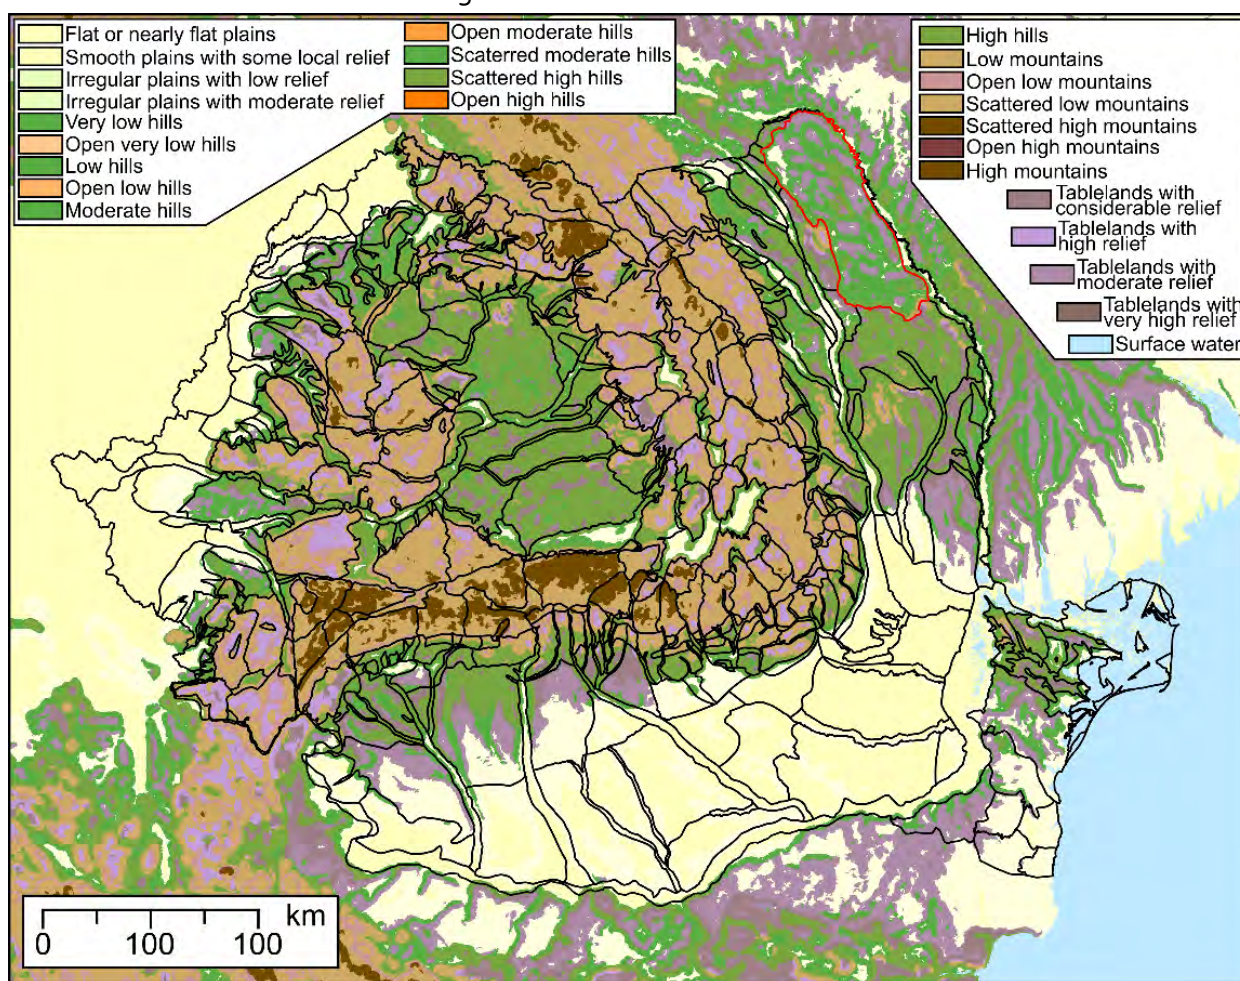 Flat or nearly flat plains
Smooth plains with some local relief
Irregular plains with low relief
Irregular plains with moderate relief
Very low hills
Open very low hills
Low hills
Open low hills
Moderate hills
Open moderate hills
Scaterred moderate hills
Scattered high hills
Open high hills
High hills
Low mountains
Open low mountains
Scattered low mountains
Scattered high mountains
Open high mountains
High mountains
Tablelands with
considerable relief
Tablelands with
high relief
Tablelands with
moderate relief
Tablelands with
very high relief
Surface water
km
0 100 100